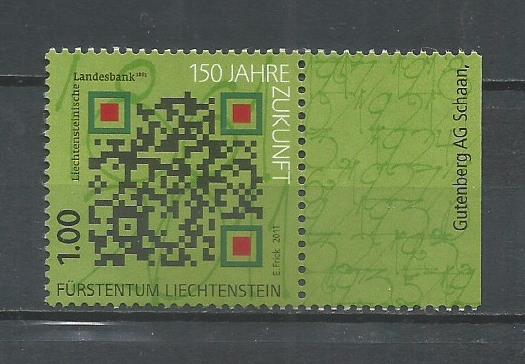 Liechtensteinische
Landesbank 1861
150 JAHRE
ZUKUNFT
1.00
E. Frick 2011
FÜRSTENTUM LIECHTENSTEIN
Gutenberg AG Schaan,